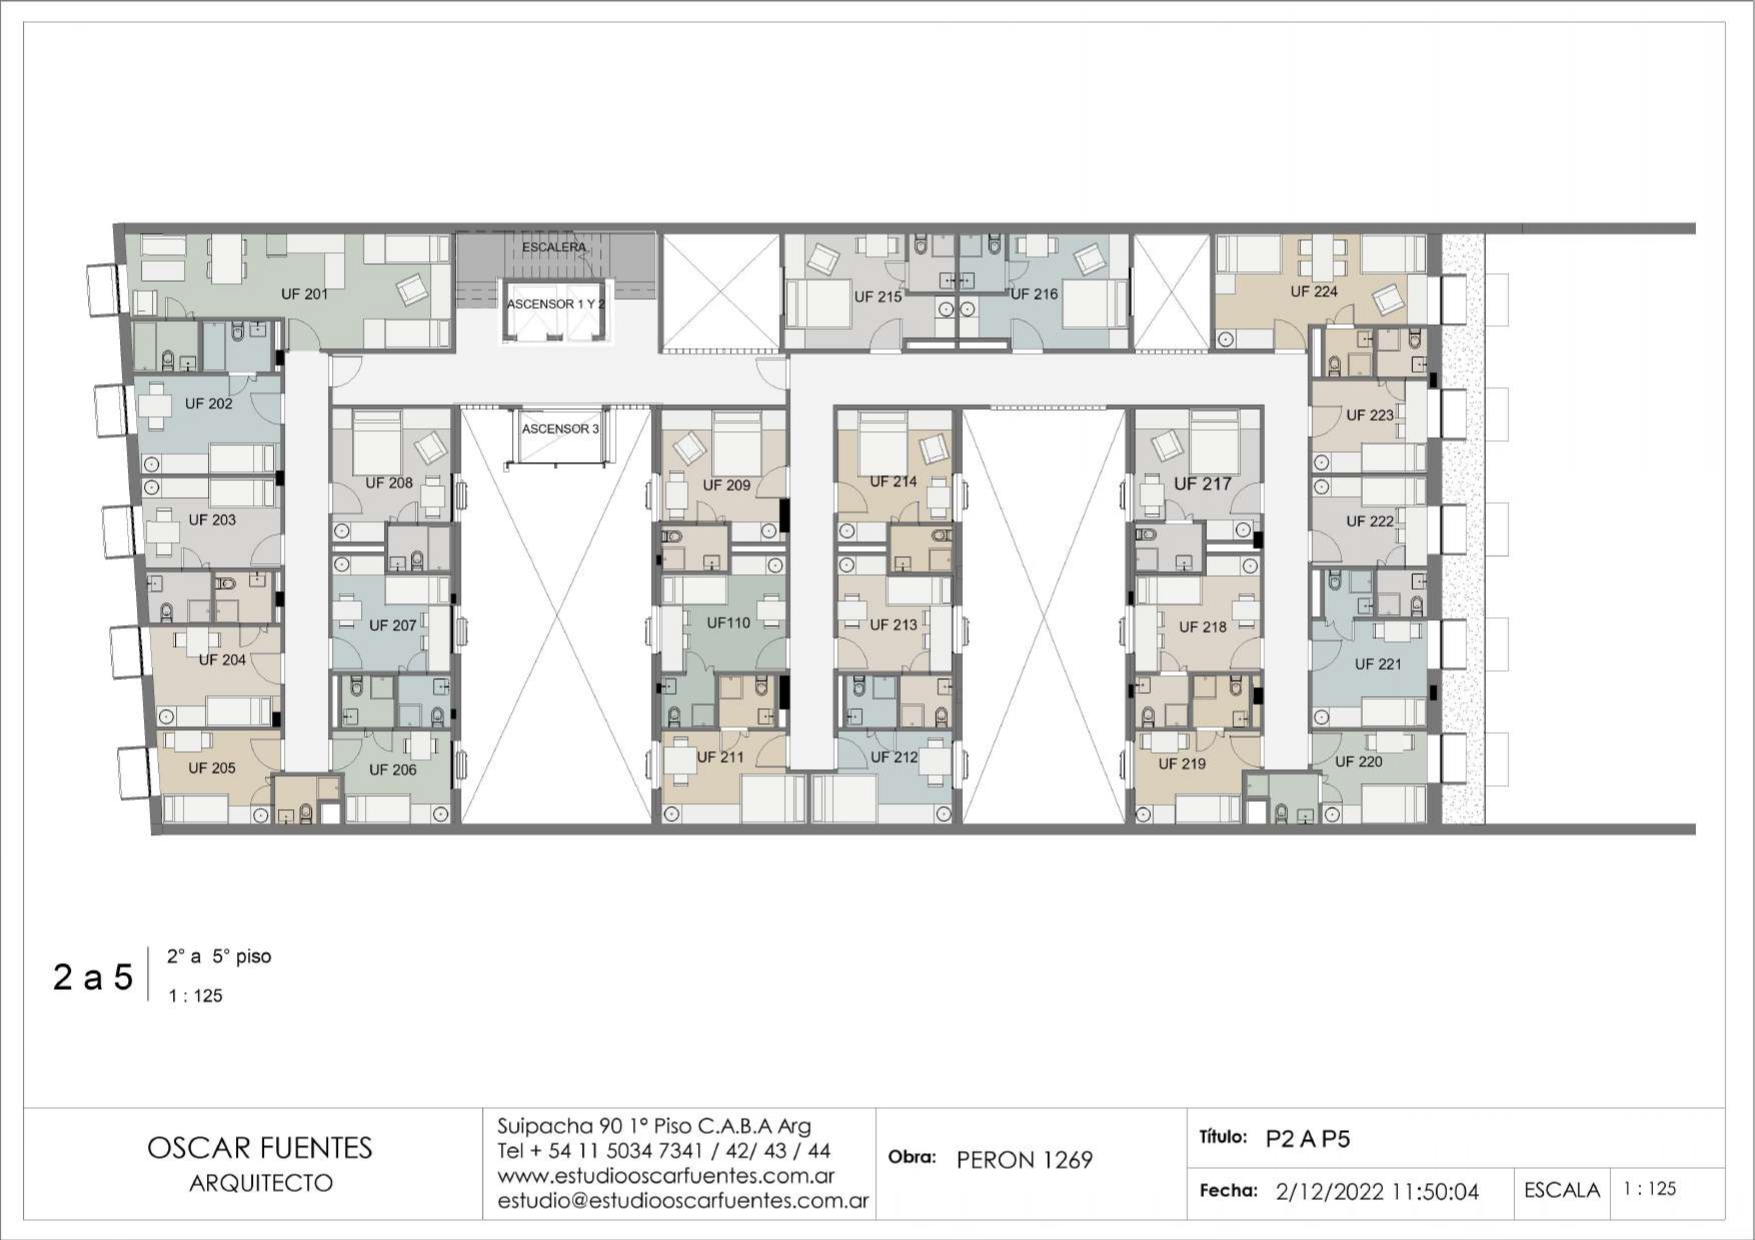 ESCALERA
UF 201
ASCENSOR 1 Y 2
UF 215
UF 216
UF 224
UF 202
UF 223
ASCENSOR 3
UF 208
UF 209
UF 214
UF 217
UF 203
UF 222
UF 207
UF110
UF 213
UF 218
UF 204
UF 221
UF 205
UF 206
UF 211
UF 212
UF 219
UF 220
2 a 5
2° a 5° piso
1 : 125
OSCAR FUENTES
ARQUITECTO
Suipacha 90 1° Piso C.A.B.A Arg
Tel + 54 11 5034 7341 / 42/ 43 / 44
www.estudiooscarfuentes.com.ar
estudio@estudiooscarfuentes.com.ar
Obra: PERON 1269
Título: P2 A P5
Fecha: 2/12/2022 11:50:04
ESCALA 1 : 125